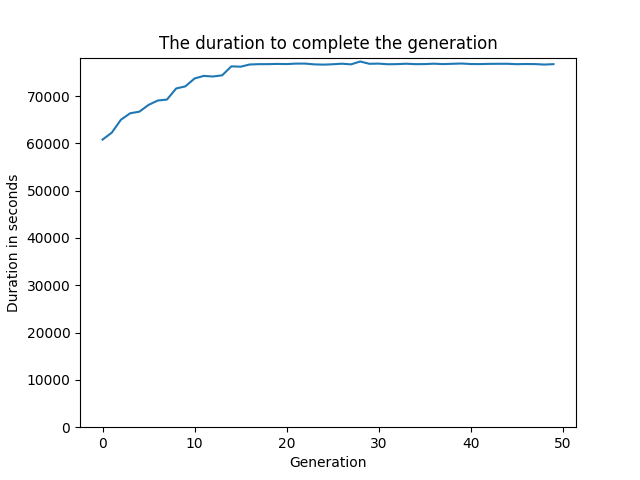 The duration to complete the generation
Duration in seconds
70000
60000
50000
40000
30000
20000
10000
0
0 10 20 30 40 50
Generation